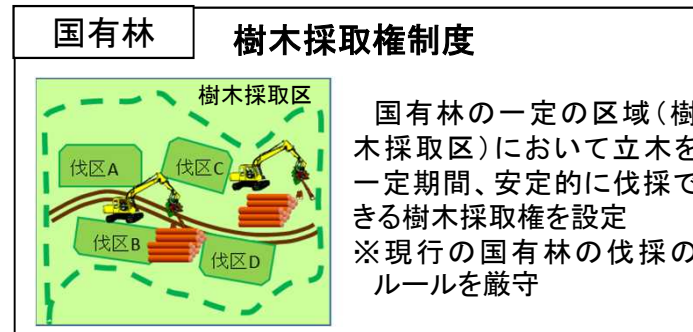 国有林
樹木採取権制度
樹木採取区
伐区A
伐区C
伐区B
伐区D
国有林の一定の区域（樹
木採取区）において立木を
一定期間、安定的に伐採で
きる樹木採取権を設定
※現行の国有林の伐採の
ルールを厳守